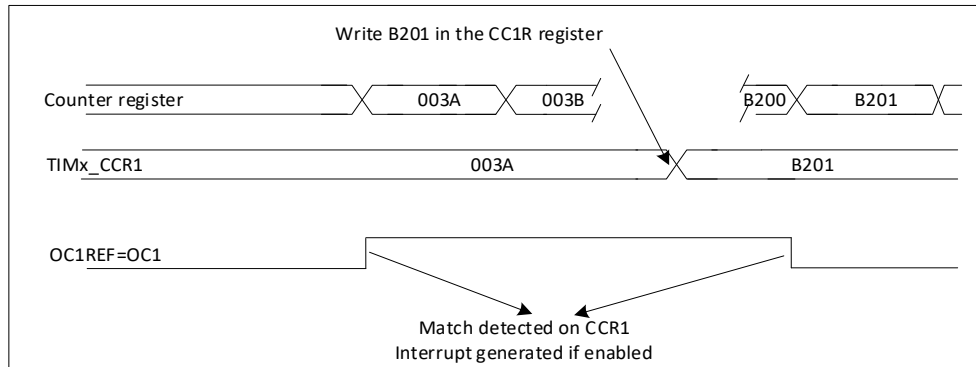 Write B201 in the CC1R register
Counter register 003A 003B B200 B201
TIMx_CCR1 003A B201
OC1REF=OC1
Match detected on CCR1
Interrupt generated if enabled